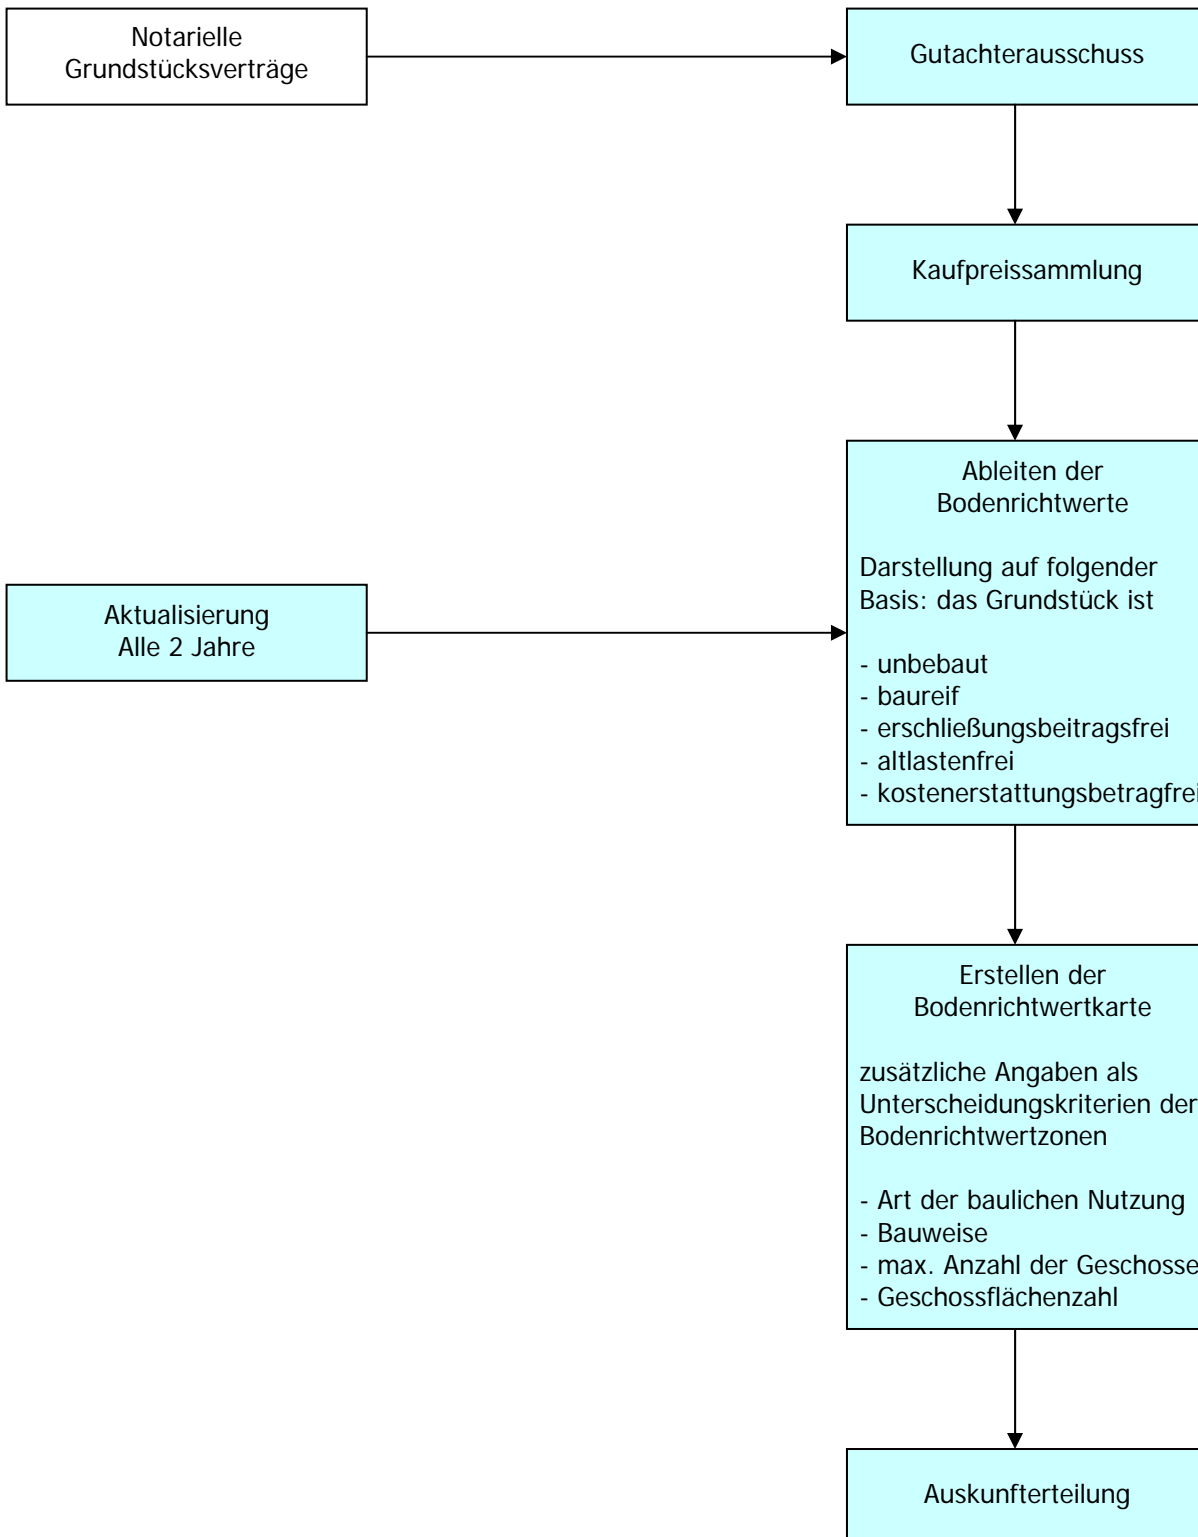 Notarielle
Grundstücksverträge
Gutachterausschuss
Kaufpreissammlung
Ableiten der
Bodenrichtwerte
Darstellung auf folgender
Basis: das Grundstück ist
- unbebaut
- baureif
- erschließungsbeitragsfrei
- altlastenfrei
- kostenerstattungsbetragfrei
Aktualisierung
Alle 2 Jahre
Erstellen der
Bodenrichtwertkarte
zusätzliche Angaben als
Unterscheidungskriterien der
Bodenrichtwertzonen
- Art der baulichen Nutzung
- Bauweise
- max. Anzahl der Geschosse
- Geschossflächenzahl
Auskunfterteilung